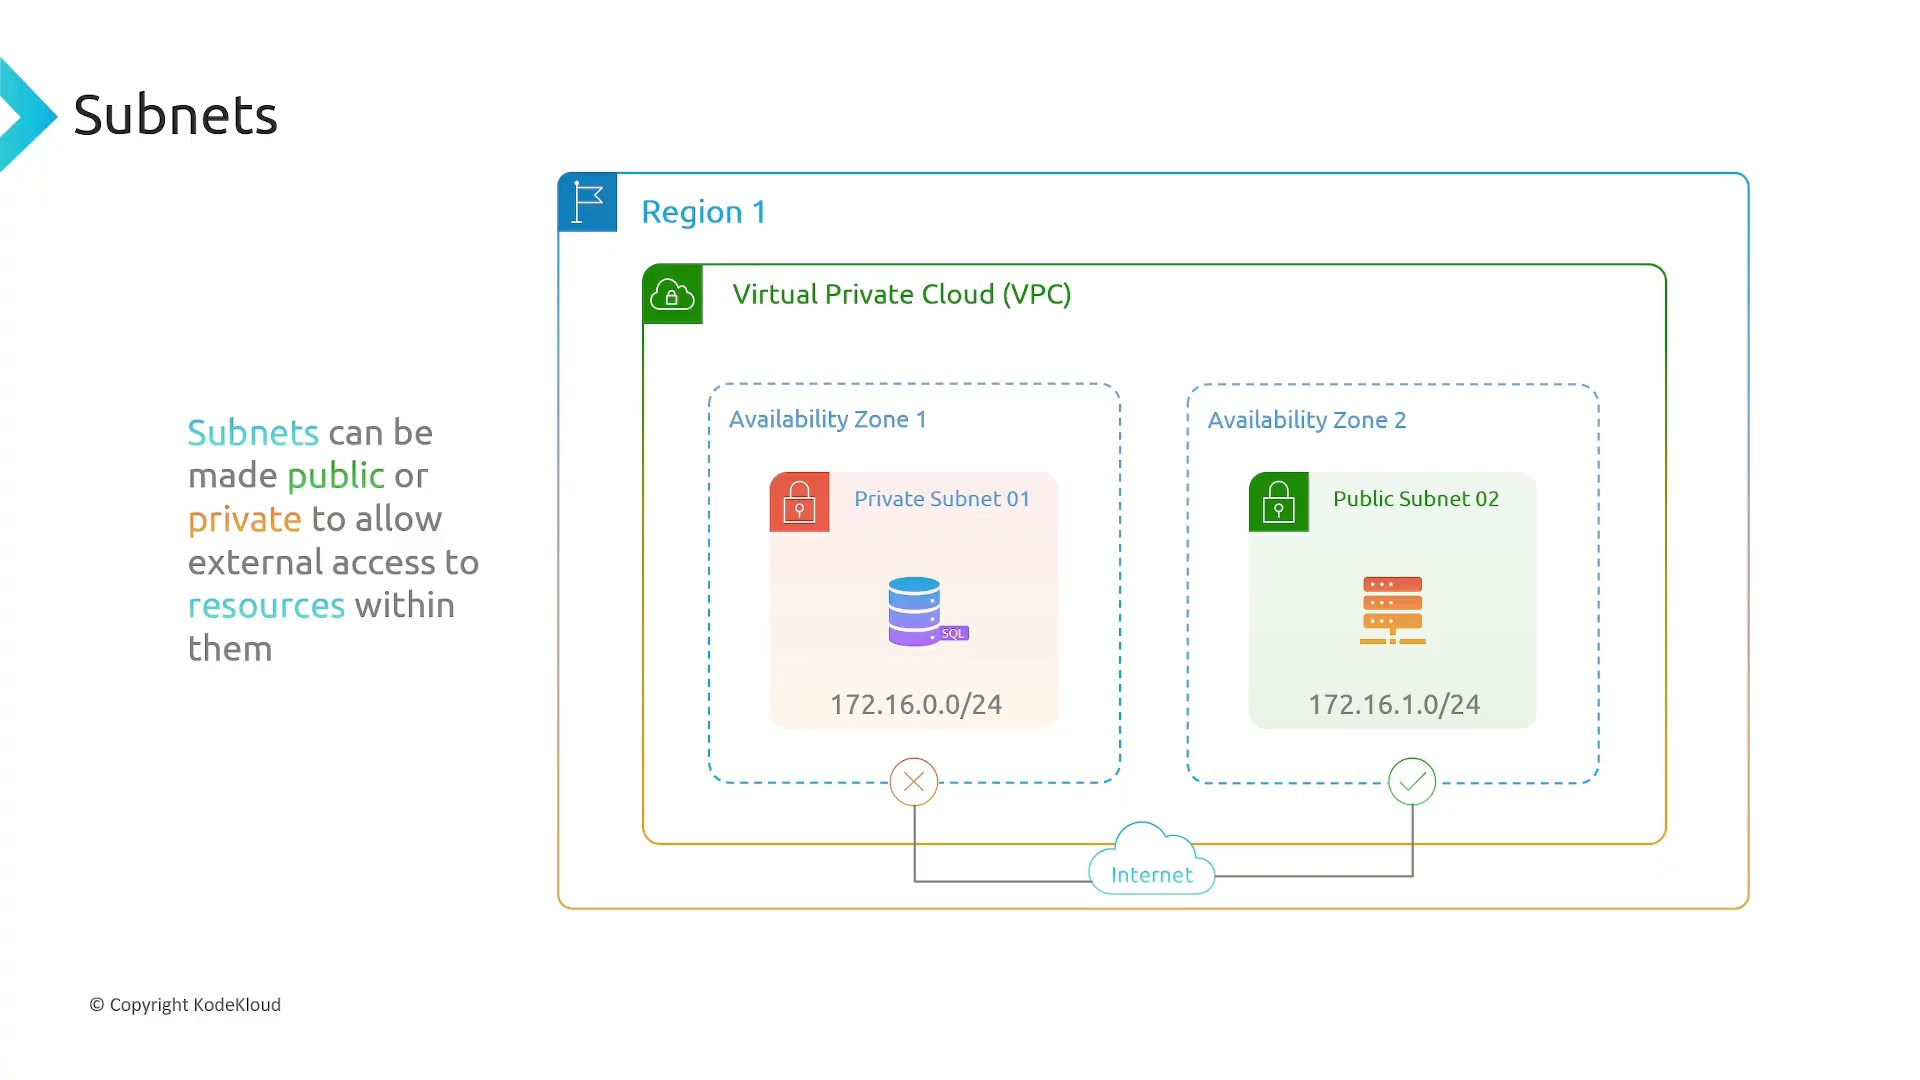 Subnets
Region 1
Virtual Private Cloud (VPC)
Subnets can be
made public or
private to allow
external access to
resources within
them
Availability Zone 1
Private Subnet 01
SQL
172.16.0.0/24
Availability Zone 2
Public Subnet 02
172.16.1.0/24
Internet
© Copyright KodeKloud